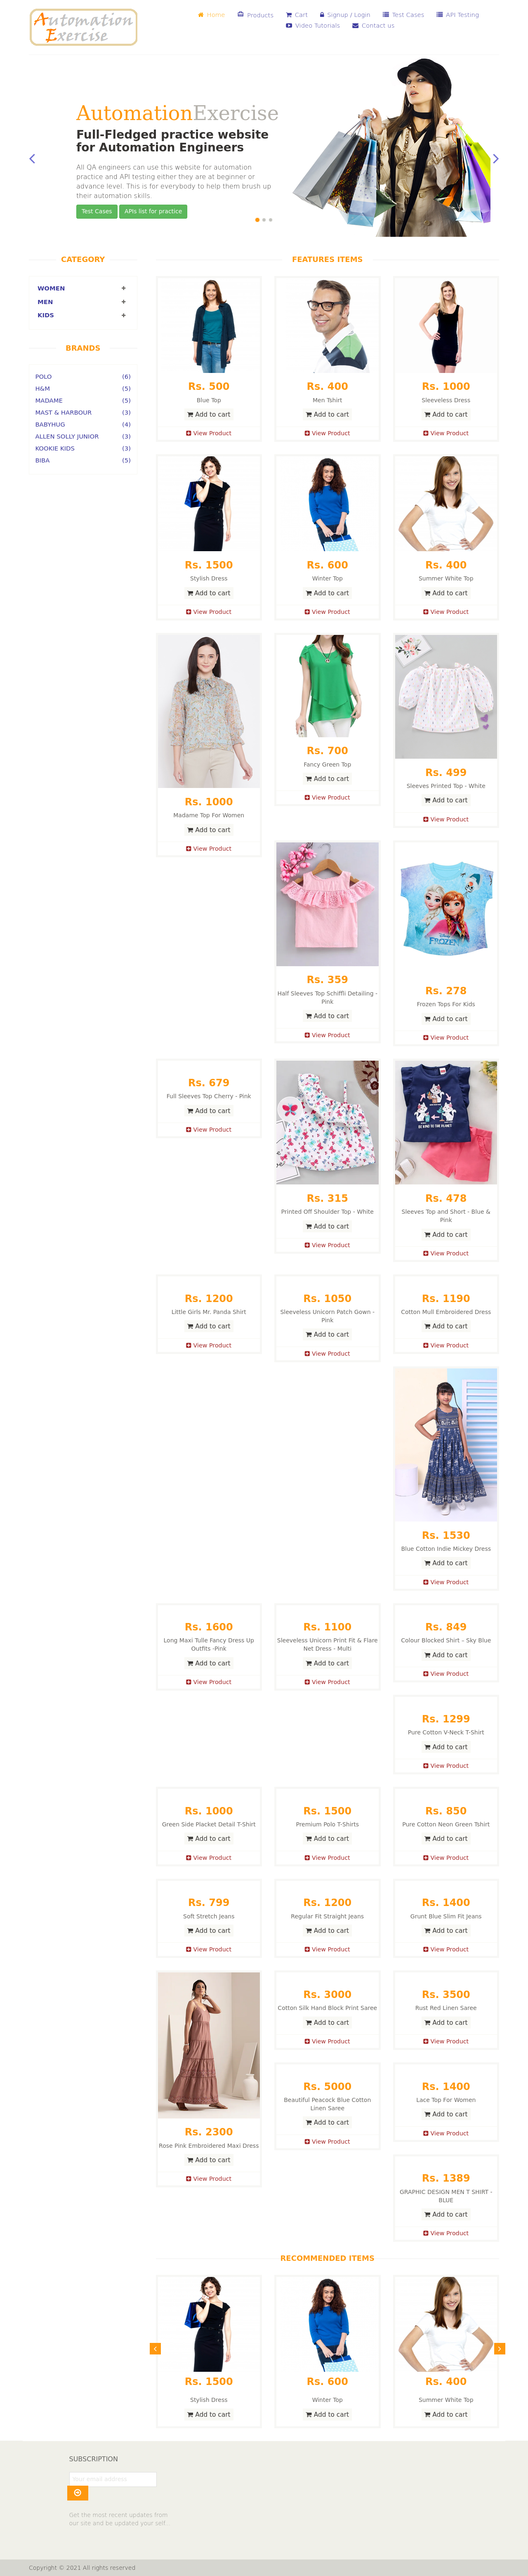 Automation
Exercise
Home
Products
Cart
Signup / Login
Test Cases
API Testing
Video Tutorials
Contact us
AutomationExercise
Full-Fledged practice website
for Automation Engineers
All QA engineers can use this website for automation
practice and API testing either they are at beginner or
advance level. This is for everybody to help them brush up
their automation skills.
Test Cases
APIs list for practice
CATEGORY
WOMEN +
MEN +
KIDS +
BRANDS
POLO (6)
H&M (5)
MADAME (5)
MAST & HARBOUR (3)
BABYHUG (4)
ALLEN SOLLY JUNIOR (3)
KOOKIE KIDS (3)
BIBA (5)
FEATURES ITEMS
Rs. 500
Blue Top
Add to cart
View Product
Rs. 400
Men Tshirt
Add to cart
View Product
Rs. 1000
Sleeveless Dress
Add to cart
View Product
Rs. 1500
Stylish Dress
Add to cart
View Product
Rs. 600
Winter Top
Add to cart
View Product
Rs. 400
Summer White Top
Add to cart
View Product
Rs. 1000
Madame Top For Women
Add to cart
View Product
Rs. 700
Fancy Green Top
Add to cart
View Product
Rs. 499
Sleeves Printed Top - White
Add to cart
View Product
Rs. 359
Half Sleeves Top Schiffli Detailing -
Pink
Add to cart
View Product
FROZEN
Rs. 278
Frozen Tops For Kids
Add to cart
View Product
Rs. 679
Full Sleeves Top Cherry - Pink
Add to cart
View Product
Rs. 315
Printed Off Shoulder Top - White
Add to cart
View Product
Rs. 478
Sleeves Top and Short - Blue &
Pink
Add to cart
View Product
Rs. 1200
Little Girls Mr. Panda Shirt
Add to cart
View Product
Rs. 1050
Sleeveless Unicorn Patch Gown -
Pink
Add to cart
View Product
Rs. 1190
Cotton Mull Embroidered Dress
Add to cart
View Product
Rs. 1530
Blue Cotton Indie Mickey Dress
Add to cart
View Product
Rs. 1600
Long Maxi Tulle Fancy Dress Up
Outfits -Pink
Add to cart
View Product
Rs. 1100
Sleeveless Unicorn Print Fit & Flare
Net Dress - Multi
Add to cart
View Product
Rs. 849
Colour Blocked Shirt – Sky Blue
Add to cart
View Product
Rs. 1299
Pure Cotton V-Neck T-Shirt
Add to cart
View Product
Rs. 1000
Green Side Placket Detail T-Shirt
Add to cart
View Product
Rs. 1500
Premium Polo T-Shirts
Add to cart
View Product
Rs. 850
Pure Cotton Neon Green Tshirt
Add to cart
View Product
Rs. 799
Soft Stretch Jeans
Add to cart
View Product
Rs. 1200
Regular Fit Straight Jeans
Add to cart
View Product
Rs. 1400
Grunt Blue Slim Fit Jeans
Add to cart
View Product
Rs. 2300
Rose Pink Embroidered Maxi Dress
Add to cart
View Product
Rs. 3000
Cotton Silk Hand Block Print Saree
Add to cart
View Product
Rs. 3500
Rust Red Linen Saree
Add to cart
View Product
Rs. 5000
Beautiful Peacock Blue Cotton
Linen Saree
Add to cart
View Product
Rs. 1400
Lace Top For Women
Add to cart
View Product
Rs. 1389
GRAPHIC DESIGN MEN T SHIRT -
BLUE
Add to cart
View Product
RECOMMENDED ITEMS
Rs. 1500
Stylish Dress
Add to cart
Rs. 600
Winter Top
Add to cart
Rs. 400
Summer White Top
Add to cart
SUBSCRIPTION
Your email address
Get the most recent updates from
our site and be updated your self...
Copyright © 2021 All rights reserved